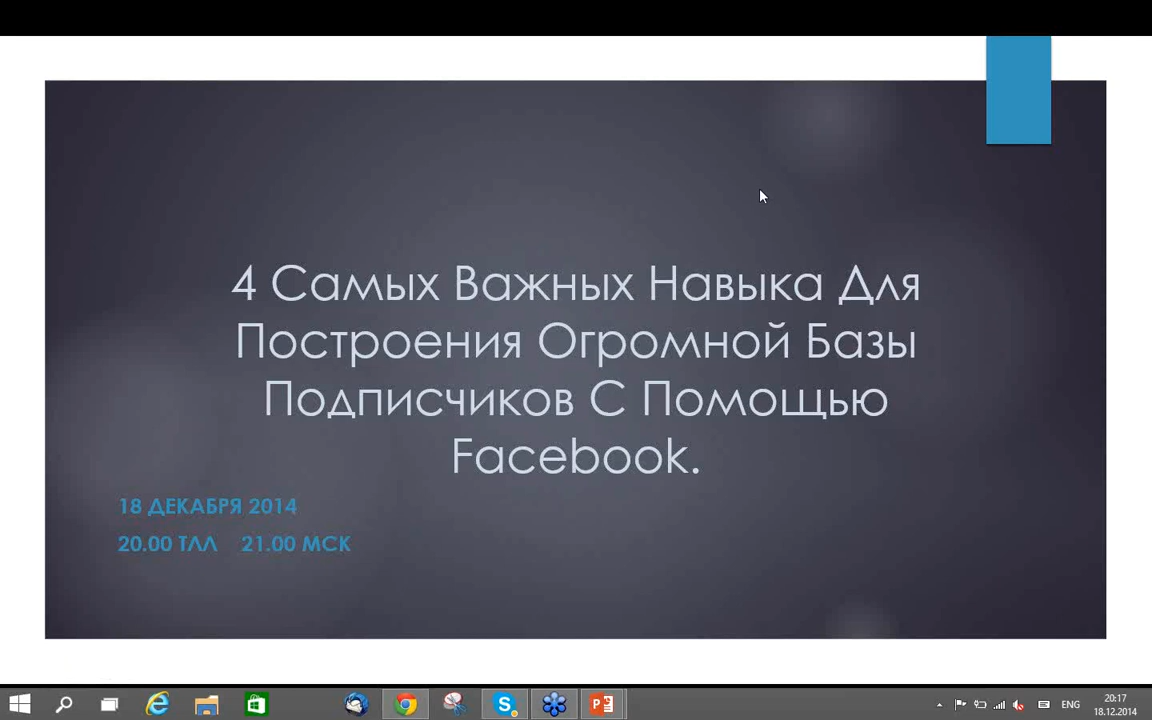 4 Самых Важных Навыка Для
Построения Огромной Базы
Подписчиков С Помощью
Facebook.
18 ДЕКАБРЯ 2014
20.00 ТЛЛ 21.00 МСК
ENG
20:17
18.12.2014